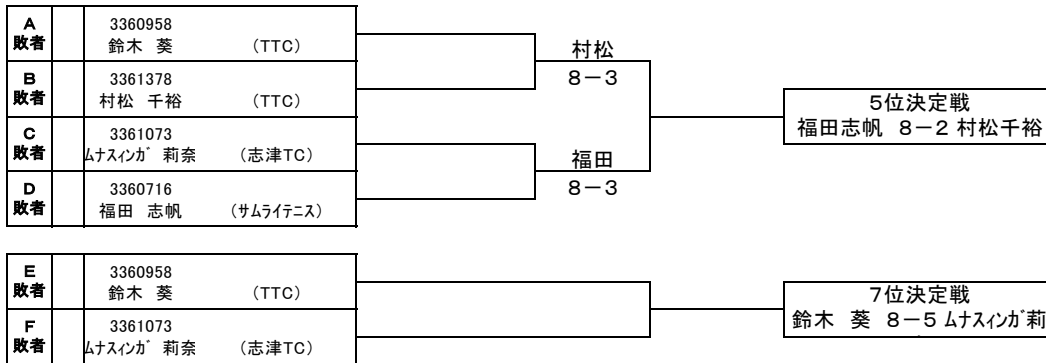 A
敗者
3360958
鈴木 葵 (TTC)
B
敗者
3361378
村松 千裕 (TTC)
C
敗者
3361073
ムナスィンガ 莉奈 (志津TC)
D
敗者
3360716
福田 志帆 (サムライテニス)
村松
8－3
福田
8－3
5位決定戦
福田志帆 8－2 村松千裕
E
敗者
3360958
鈴木 葵 (TTC)
F
敗者
3361073
ムナスィンガ 莉奈 (志津TC)
7位決定戦
鈴木 葵 8－5 ムナスィンガ莉